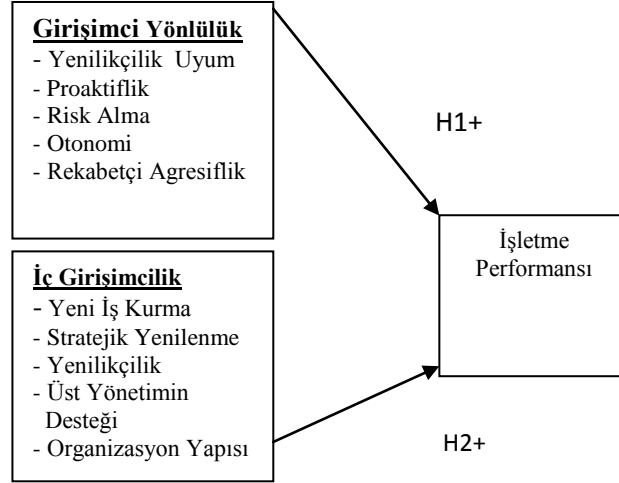 Girişimci Yönlülük
- Yenilikçilik Uyum
- Proaktiflik
- Risk Alma
- Otonomi
- Rekabetçi Agresiflik
H1+
İşletme
Performansı
İç Girişimcilik
- Yeni İş Kurma
- Stratejik Yenilenme
- Yenilikçilik
- Üst Yönetimin
Desteği
- Organizasyon Yapısı
H2+